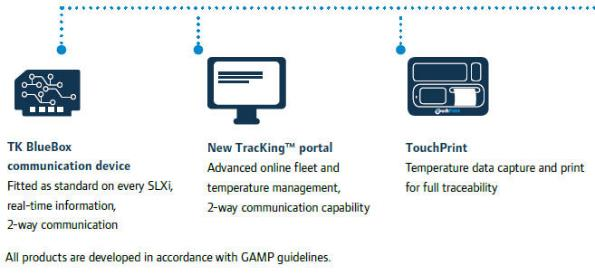 TK BlueBox
communication device
Fitted as standard on every SLXi,
real-time information,
2-way communication
New TracKing™ portal
Advanced online fleet and
temperature management,
2-way communication capability
TouchPrint
Temperature data capture and print
for full traceability
All products are developed in accordance with GAMP guidelines.